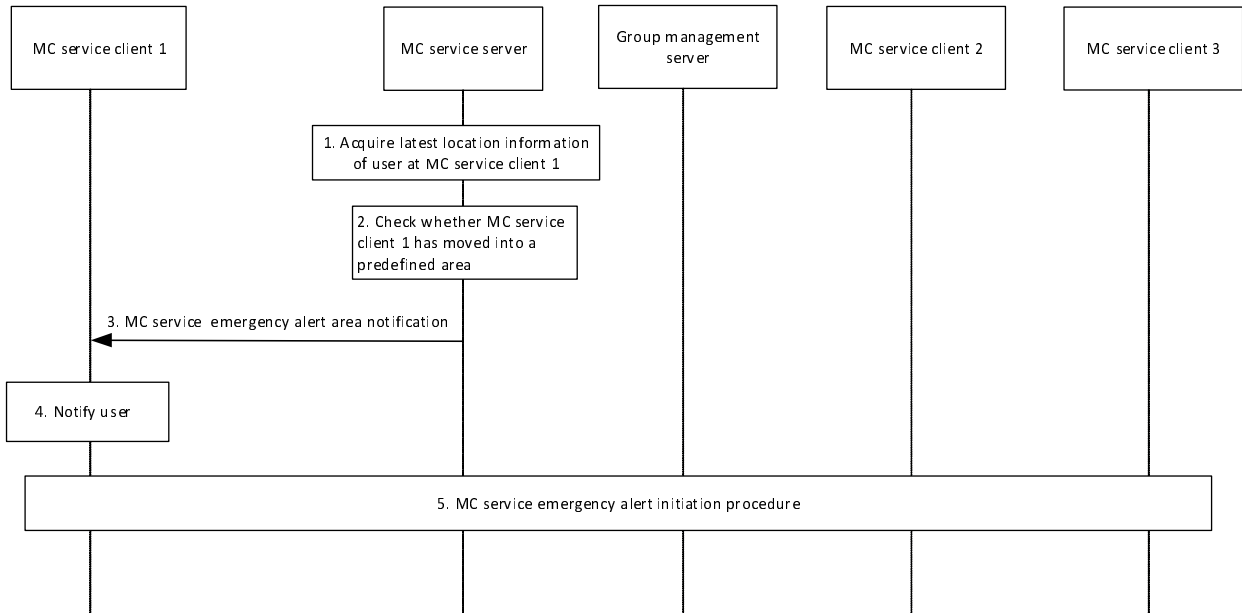 MC service client 1
MC service server
Group management
server
MC service client 2
MC service client 3
1. Acquire latest location information
of user at MC service client 1
2. Check whether MC service
client 1 has moved into a
predefined area
3. MC service emergency alert area notification
4. Notify user
5. MC service emergency alert initiation procedure